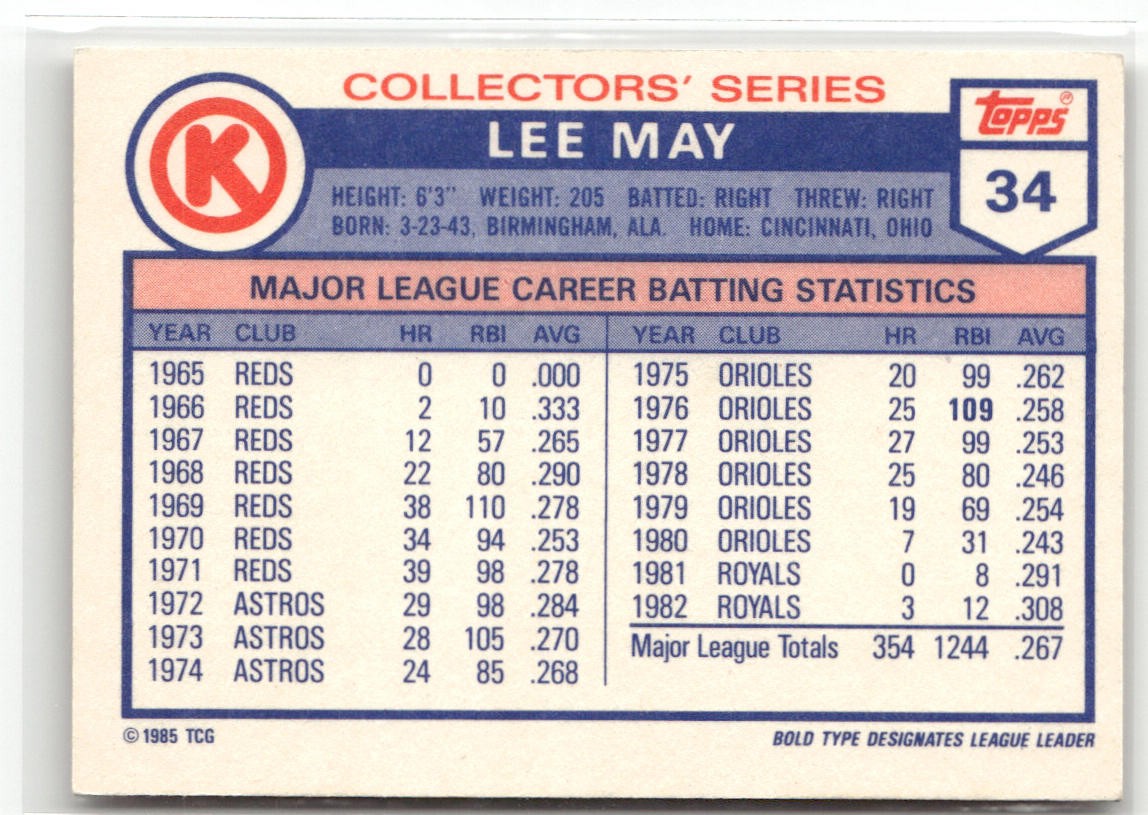 COLLECTORS' SERIES
K
LEE MAY
topps®
34
HEIGHT: 6'3" WEIGHT: 205 BATTED: RIGHT THREW: RIGHT
BORN: 3-23-43, BIRMINGHAM, ALA. HOME: CINCINNATI, OHIO
MAJOR LEAGUE CAREER BATTING STATISTICS
YEAR CLUB HR RBI AVG
1965 REDS 0 0 .000
1966 REDS 2 10 .333
1967 REDS 12 57 .265
1968 REDS 22 80 .290
1969 REDS 38 110 .278
1970 REDS 34 94 .253
1971 REDS 39 98 .278
1972 ASTROS 29 98 .284
1973 ASTROS 28 105 .270
1974 ASTROS 24 85 .268
YEAR CLUB HR RBI AVG
1975 ORIOLES 20 99 .262
1976 ORIOLES 25 109 .258
1977 ORIOLES 27 99 .253
1978 ORIOLES 25 80 .246
1979 ORIOLES 19 69 .254
1980 ORIOLES 7 31 .243
1981 ROYALS 0 8 .291
1982 ROYALS 3 12 .308
Major League Totals 354 1244 .267
© 1985 TCG
BOLD TYPE DESIGNATES LEAGUE LEADER